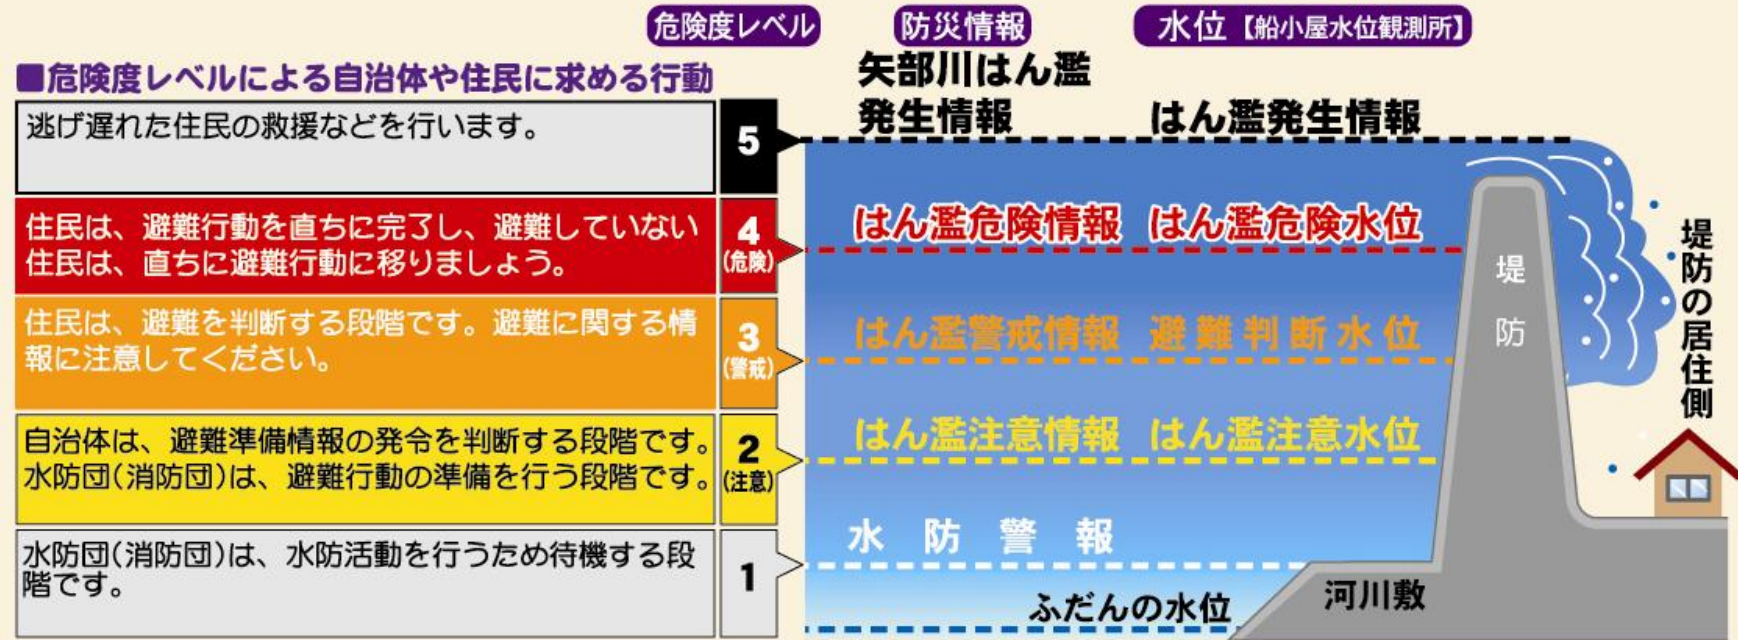 危険度レベル
防災情報
水位【船小屋水位観測所】
■危険度レベルによる自治体や住民に求める行動
矢部川はん濫
発生情報
はん濫発生情報
逃げ遅れた住民の救援などを行います。
5
住民は、避難行動を直ちに完了し、避難していない
住民は、直ちに避難行動に移りましょう。
4
(危険)
はん濫危険情報
はん濫危険水位
住民は、避難を判断する段階です。避難に関する情
報に注意してください。
3
(警戒)
はん濫警戒情報
避難判断水位
自治体は、避難準備情報の発令を判断する段階です。
水防団(消防団)は、避難行動の準備を行う段階です。
2
(注意)
はん濫注意情報
はん濫注意水位
水防団(消防団)は、水防活動を行うため待機する段
階です。
1
水防警報
ふだんの水位
河川敷
堤防
堤防の居住側